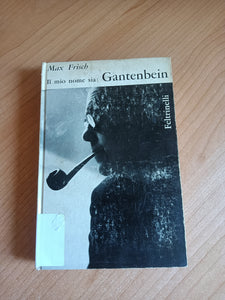 Max Frisch
Il mio nome sia: Gantenbein
Feltrinelli